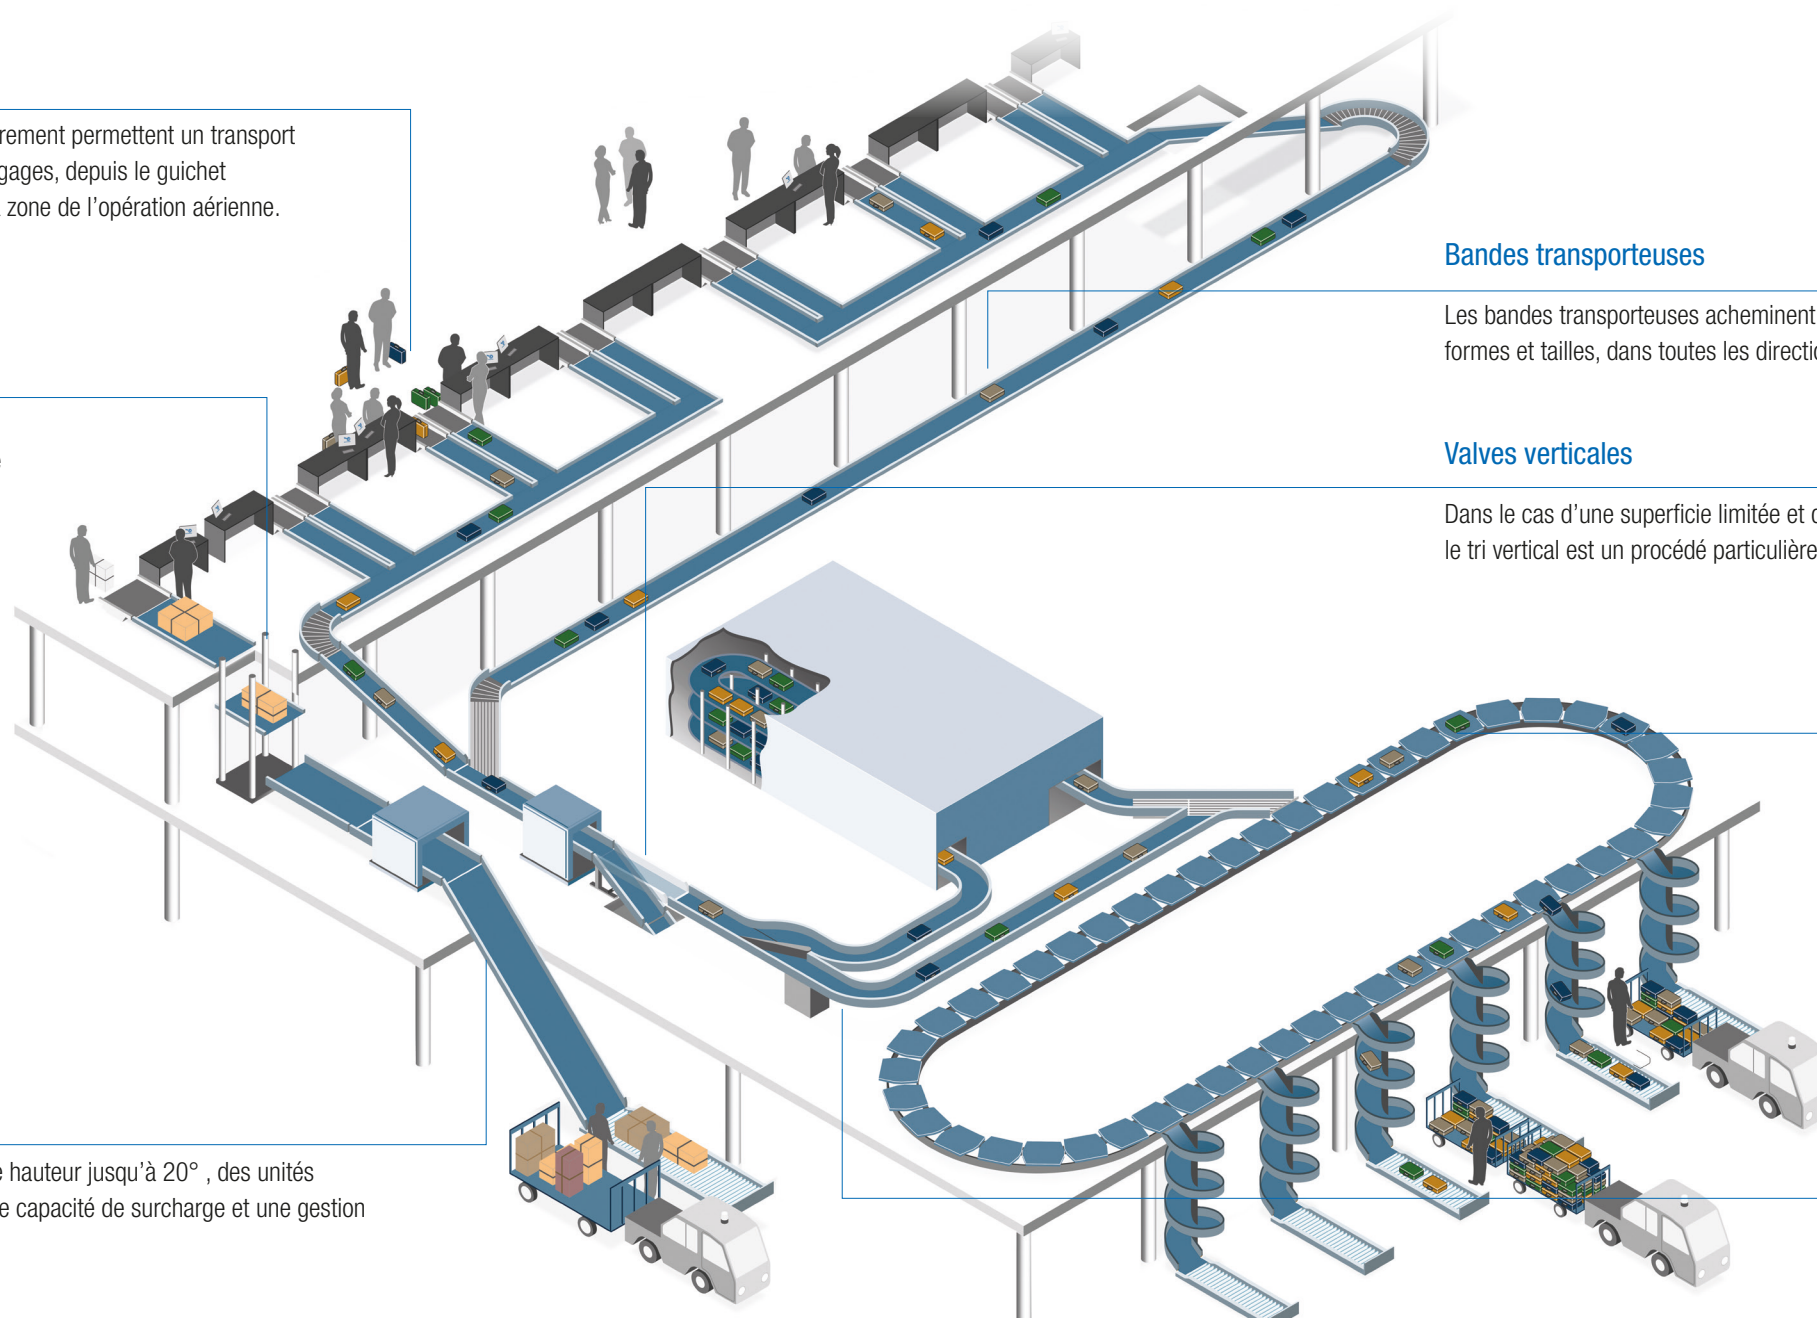 rement permettent un transport
gages, depuis le guichet
zone de l’opération aérienne.
Bandes transporteuses
Les bandes transporteuses acheminent
formes et tailles, dans toutes les directi
Valves verticales
Dans le cas d’une superficie limitée et
le tri vertical est un procédé particulière
hauteur jusqu’à 20° , des unités
e capacité de surcharge et une gestion